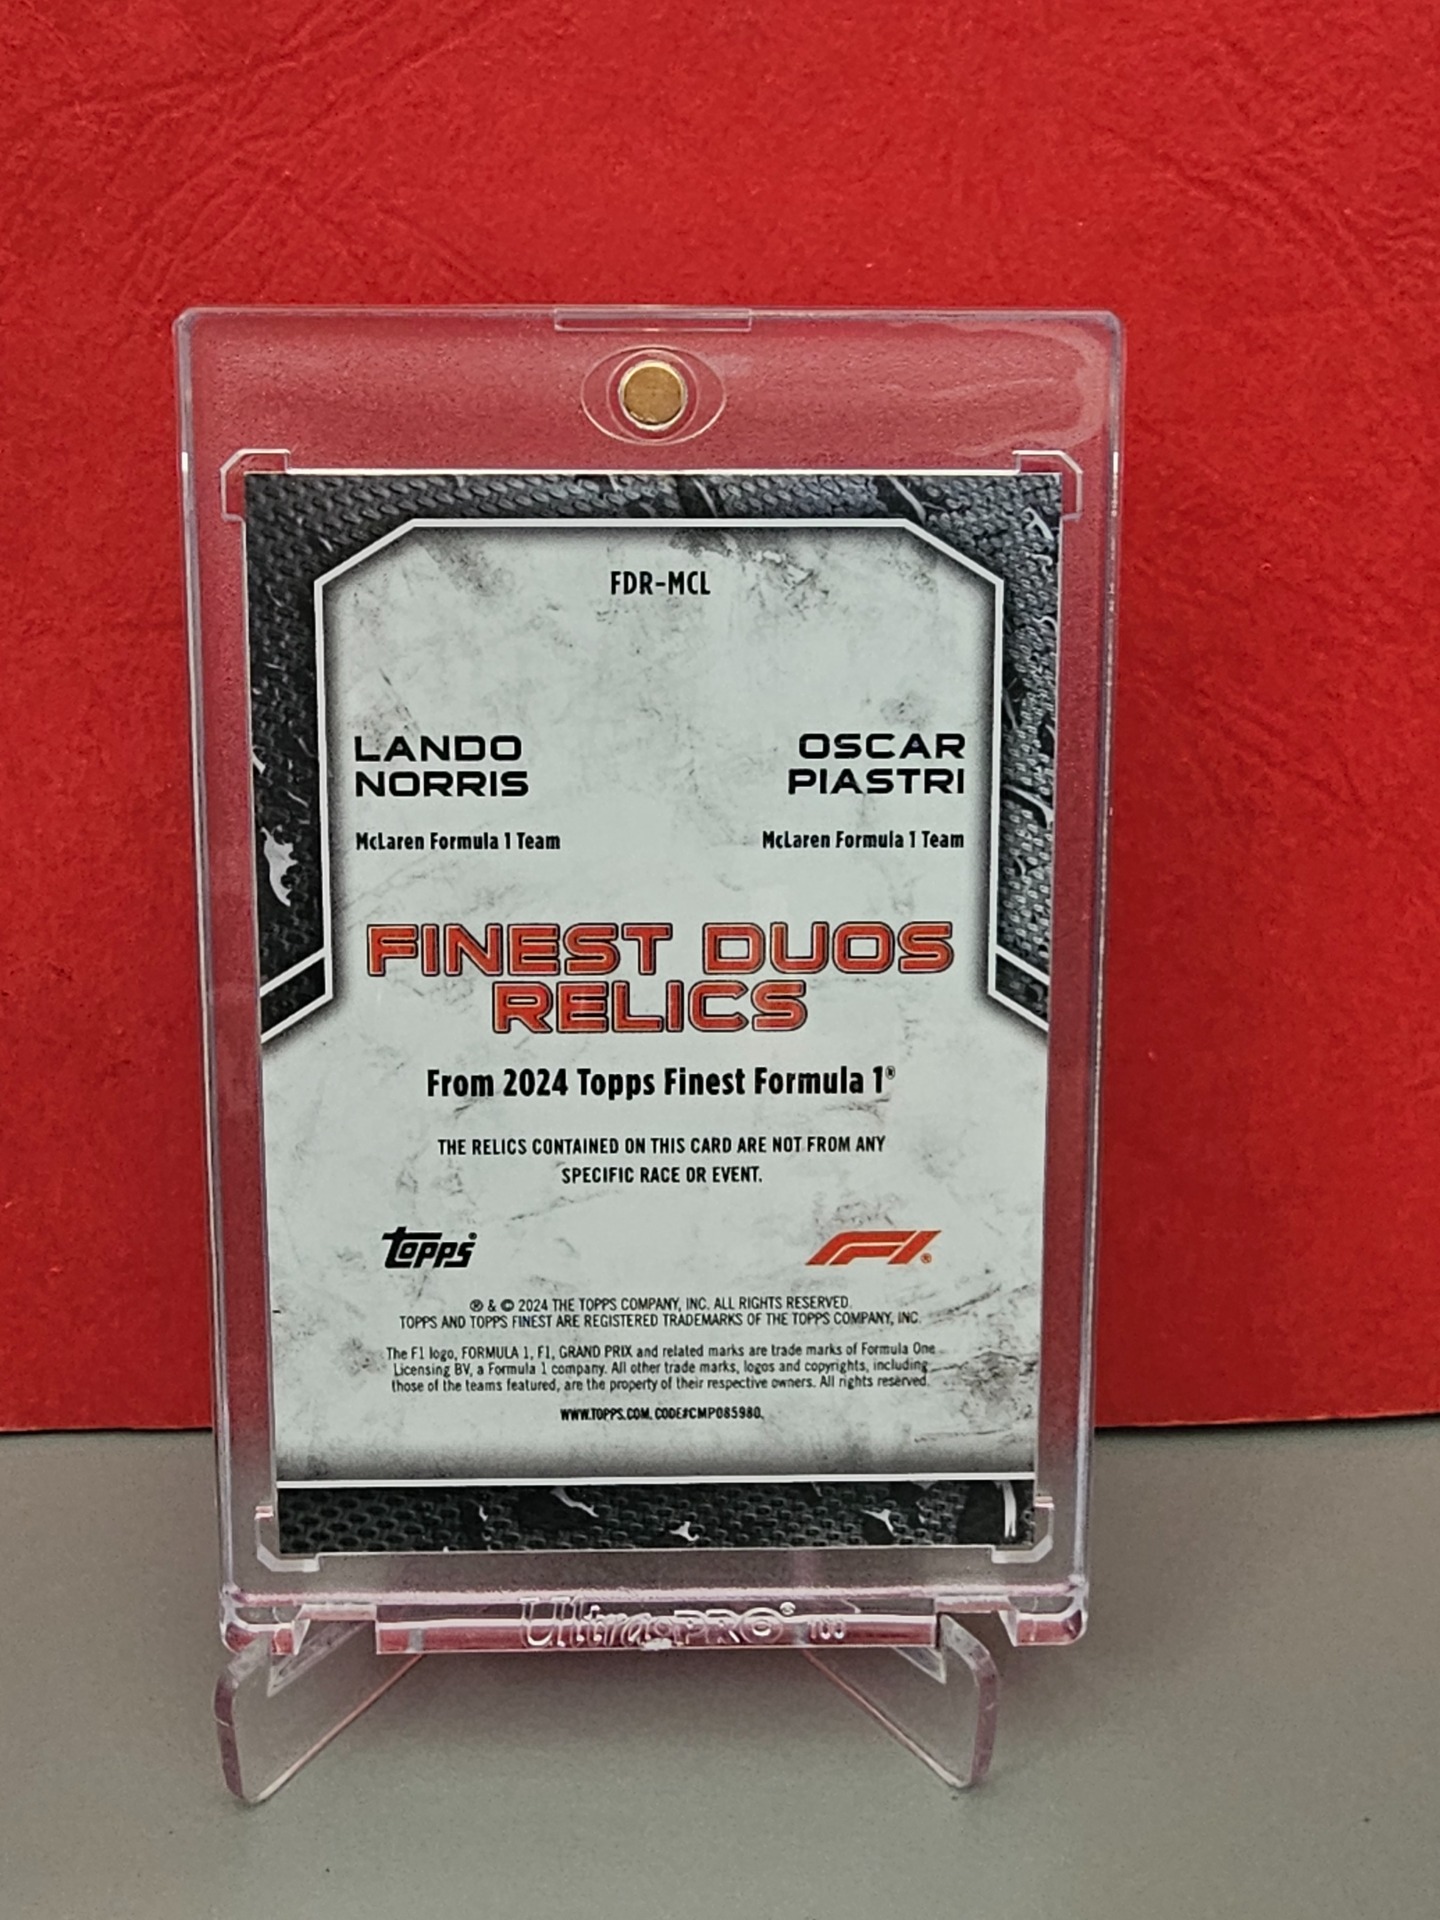 FDR-MCL
LANDO
NORRIS
OSCAR
PIASTRI
McLaren Formula 1 Team
McLaren Formula 1 Team
FINEST DUOS
RELICS
From 2024 Topps Finest Formula 1®
THE RELICS CONTAINED ON THIS CARD ARE NOT FROM ANY
SPECIFIC RACE OR EVENT.
topps®
F1®
® & © 2024 THE TOPPS COMPANY, INC. ALL RIGHTS RESERVED.
TOPPS AND TOPPS FINEST ARE REGISTERED TRADEMARKS OF THE TOPPS COMPANY, INC.
The F1 logo, FORMULA 1, F1, GRAND PRIX and related marks are trade marks of Formula One
Licensing BV, a Formula 1 company. All other trade marks, logos and copyrights, including
those of the teams featured, are the property of their respective owners. All rights reserved.
WWW.TOPPS.COM. CODE#CMP085980.
Ultra PRO®